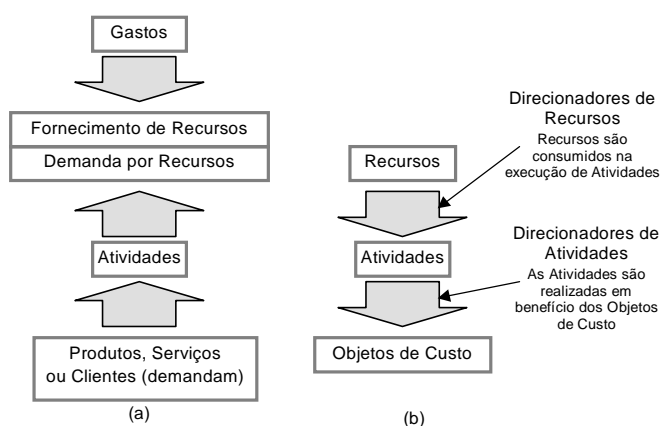 Gastos
Fornecimento de Recursos
Demanda por Recursos
Atividades
Produtos, Serviços
ou Clientes (demandam)
(a)
Direcionadores de
Recursos
Recursos são
consumidos na
execução de Atividades
Recursos
Direcionadores de
Atividades
As Atividades são
realizadas em
benefício dos Objetos
de Custo
Atividades
Objetos de Custo
(b)